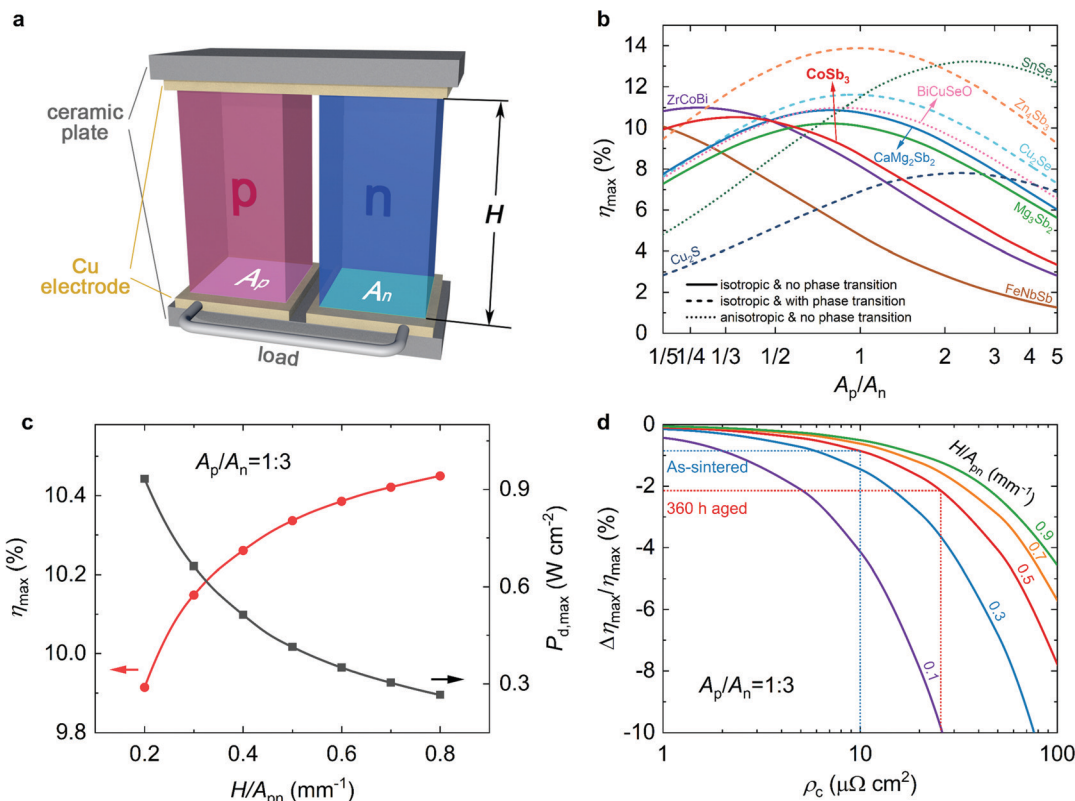 a
ceramic
plate
Cu
electrode
p
n
H
Ap
An
load
b
ηmax (%)
14
12
10
8
6
4
2
0
ZrCoBi
CoSb3
SnSe
BiCuSeO
Zn4Sb3
Cu2Se
CaMg2Sb2
Mg3Sb2
Cu2S
FeNbSb
isotropic & no phase transition
isotropic & with phase transition
anisotropic & no phase transition
1/5 1/4 1/3 1/2 1 2 3 4 5
Ap/An
c
Ap/An=1:3
ηmax (%)
10.4
10.2
10.0
9.8
Pd,max (W cm-2)
0.9
0.6
0.3
0.2 0.4 0.6 0.8
H/Apn (mm-1)
d
Δηmax/ηmax (%)
0
-2
-4
-6
-8
-10
As-sintered
360 h aged
H/Apn (mm-1)
0.9
0.7
0.5
0.3
0.1
Ap/An=1:3
1 10 100
ρc (μΩ cm2)